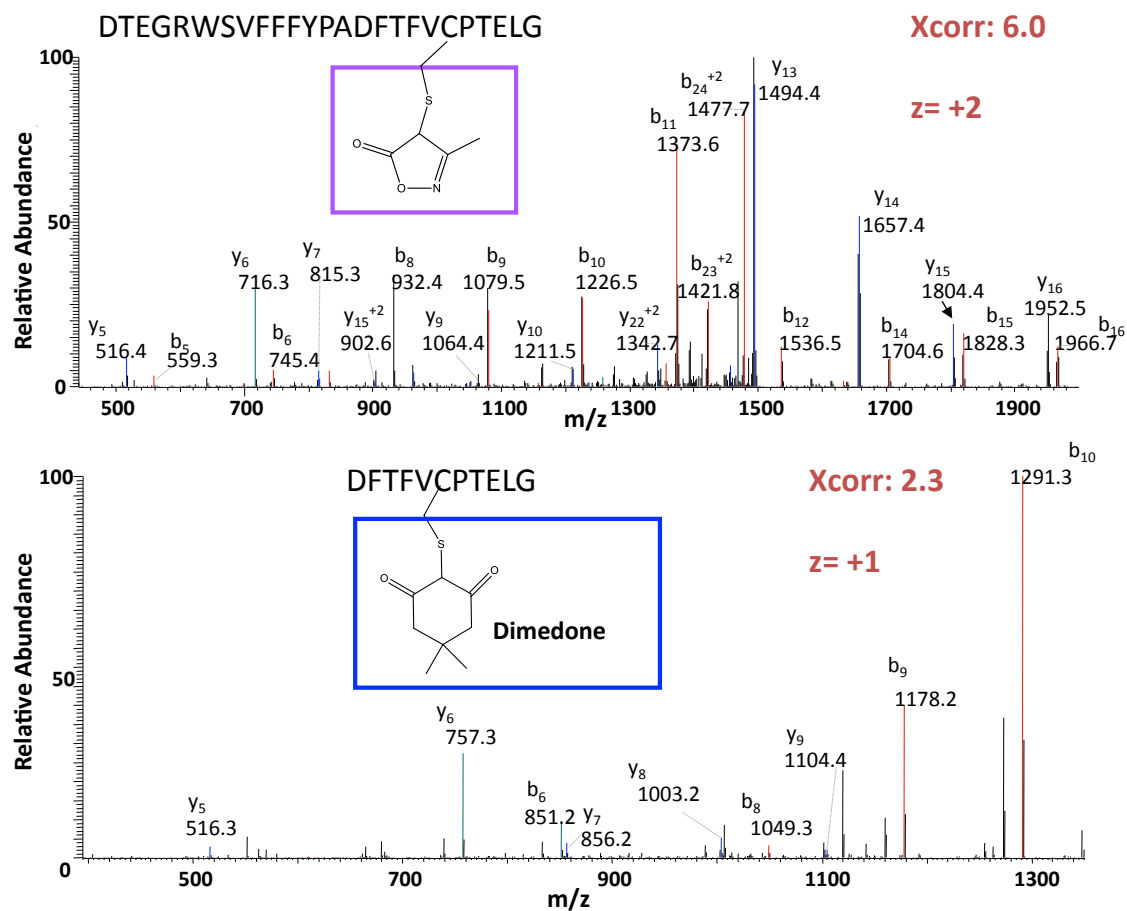 DTEGRWSVFFFYPADFTFVCPTELG
Xcorr: 6.0
z= +2
Relative Abundance
100
50
0
S
O
O
N
y5
516.4
b5
559.3
y6
716.3
b6
745.4
y7
815.3
y15+2
902.6
b8
932.4
y9
1064.4
b9
1079.5
y10
1211.5
b10
1226.5
y22+2
1342.7
b11
1373.6
b23+2
1421.8
b24+2
1477.7
y13
1494.4
b12
1536.5
y14
1657.4
b14
1704.6
y15
1804.4
b15
1828.3
y16
1952.5
b16
1966.7
500 700 900 1100 1300 1500 1700 1900
m/z
DFTFVCPTELG
Xcorr: 2.3
z= +1
Relative Abundance
100
50
0
S
O
O
Dimedone
y5
516.3
y6
757.3
b6
851.2
y7
856.2
y8
1003.2
b8
1049.3
y9
1104.4
b9
1178.2
b10
1291.3
500 700 900 1100 1300
m/z